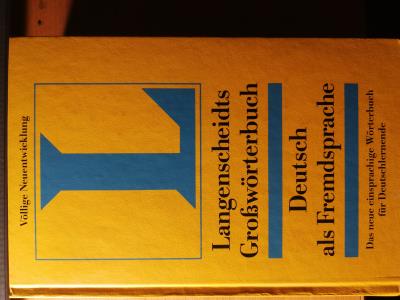 Völlige Neuentwicklung
L
Langenscheidts
Großwörterbuch
Deutsch
als Fremdsprache
Das neue einsprachige Wörterbuch
für Deutschlernende